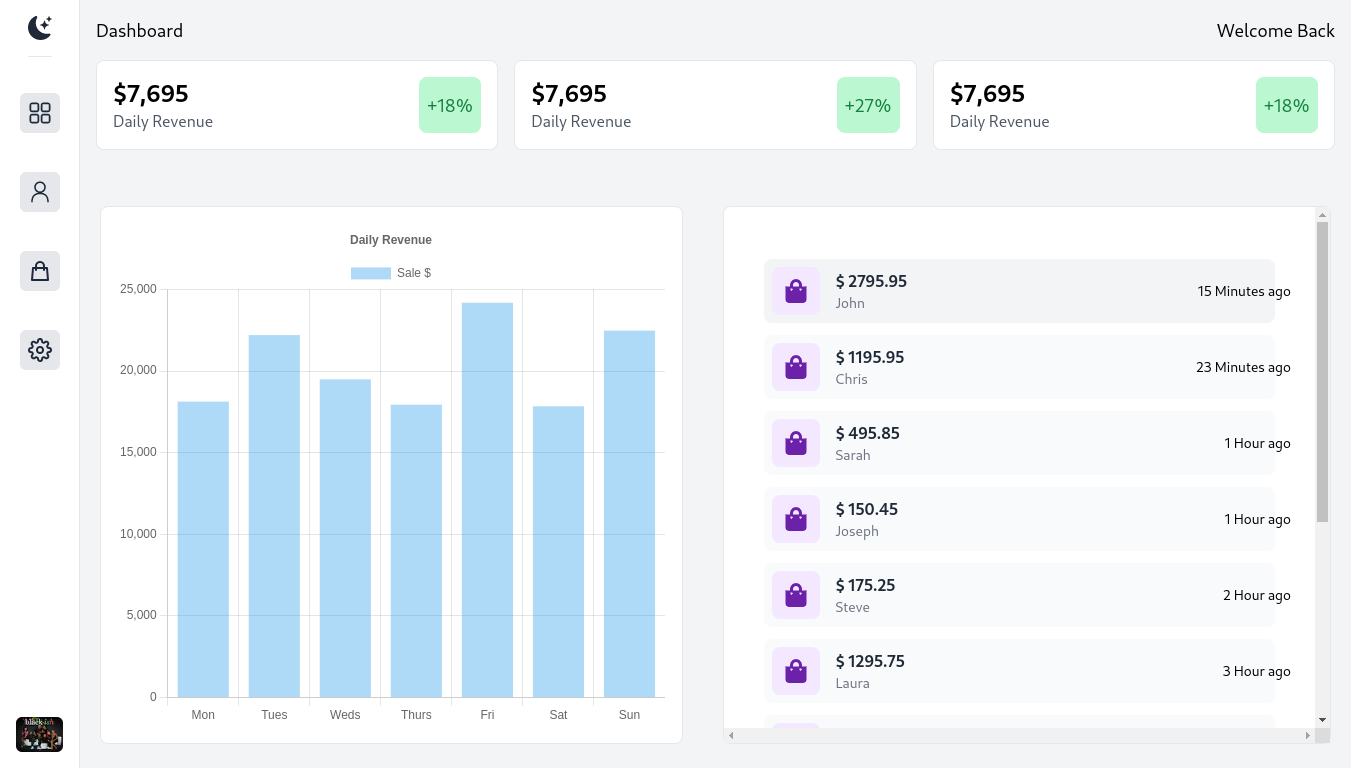 Dashboard
Welcome Back
$7,695
Daily Revenue
+18%
$7,695
Daily Revenue
+27%
$7,695
Daily Revenue
+18%
Daily Revenue
Sale $
25,000
20,000
15,000
10,000
5,000
0
Mon Tues Weds Thurs Fri Sat Sun
$ 2795.95
John
15 Minutes ago
$ 1195.95
Chris
23 Minutes ago
$ 495.85
Sarah
1 Hour ago
$ 150.45
Joseph
1 Hour ago
$ 175.25
Steve
2 Hour ago
$ 1295.75
Laura
3 Hour ago
black-ish